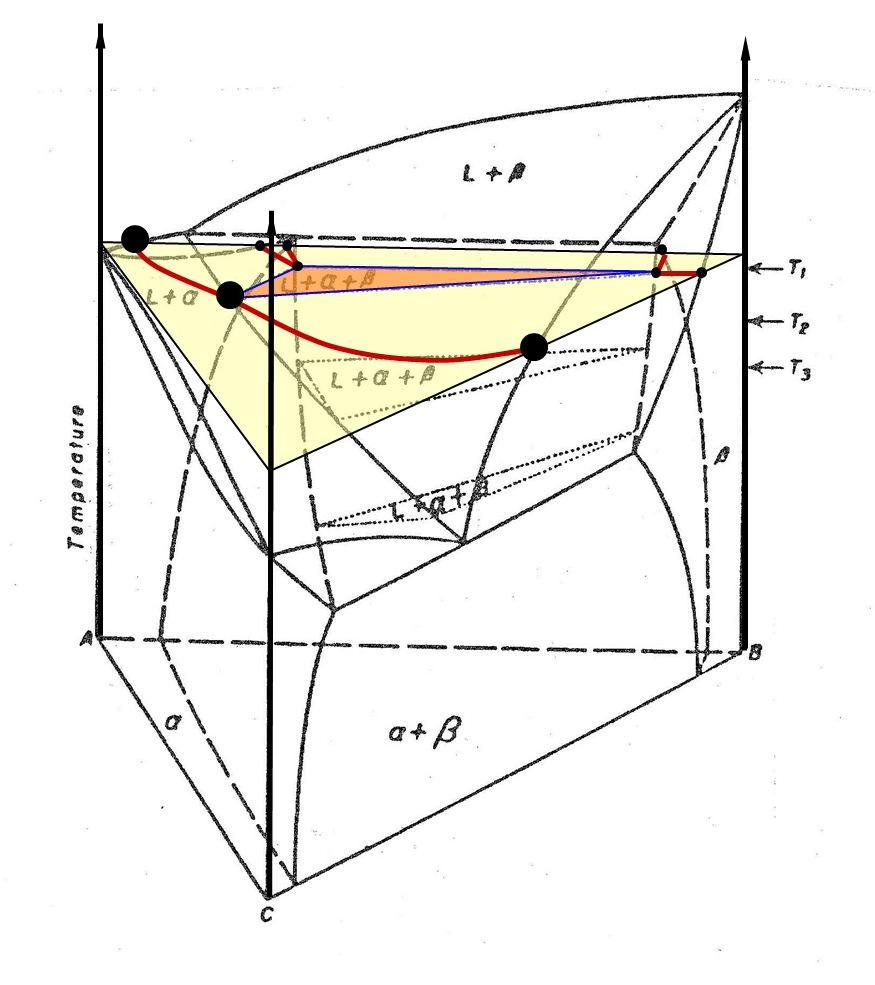 L + β
L + α + β
L + α
T1
T2
T3
L + α + β
Temperature
β
L + α + β
A
B
α
α + β
C